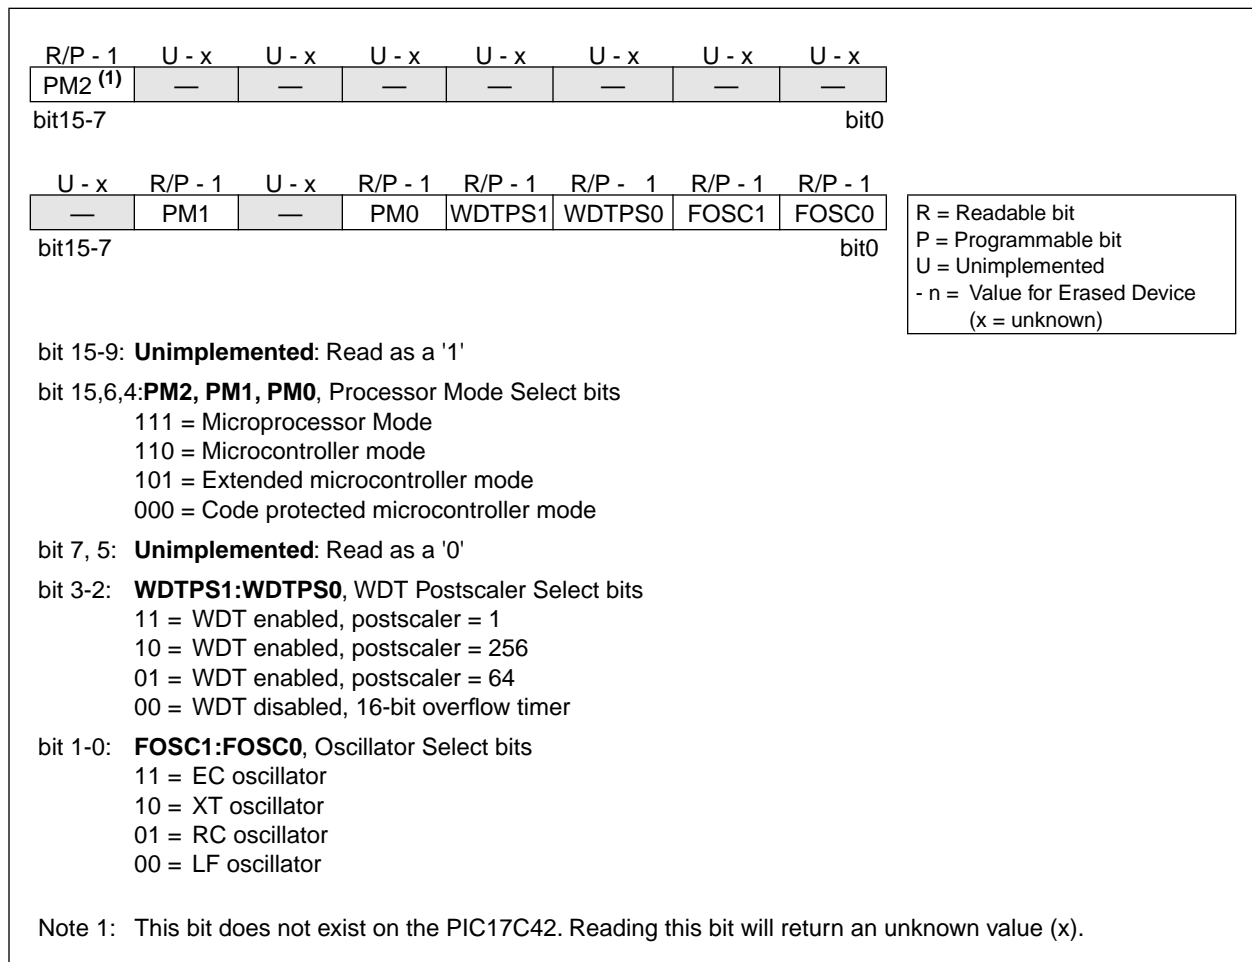 R/P - 1 U - x U - x U - x U - x U - x U - x U - x
PM2 (1) — — — — — — —
bit15-7 bit0
U - x R/P - 1 U - x R/P - 1 R/P - 1 R/P - 1 R/P - 1 R/P - 1
— PM1 — PM0 WDTPS1 WDTPS0 FOSC1 FOSC0
bit15-7 bit0
R = Readable bit
P = Programmable bit
U = Unimplemented
- n = Value for Erased Device
(x = unknown)
bit 15-9: Unimplemented: Read as a '1'
bit 15,6,4:PM2, PM1, PM0, Processor Mode Select bits
111 = Microprocessor Mode
110 = Microcontroller mode
101 = Extended microcontroller mode
000 = Code protected microcontroller mode
bit 7, 5: Unimplemented: Read as a '0'
bit 3-2: WDTPS1:WDTPS0, WDT Postscaler Select bits
11 = WDT enabled, postscaler = 1
10 = WDT enabled, postscaler = 256
01 = WDT enabled, postscaler = 64
00 = WDT disabled, 16-bit overflow timer
bit 1-0: FOSC1:FOSC0, Oscillator Select bits
11 = EC oscillator
10 = XT oscillator
01 = RC oscillator
00 = LF oscillator
Note 1: This bit does not exist on the PIC17C42. Reading this bit will return an unknown value (x).